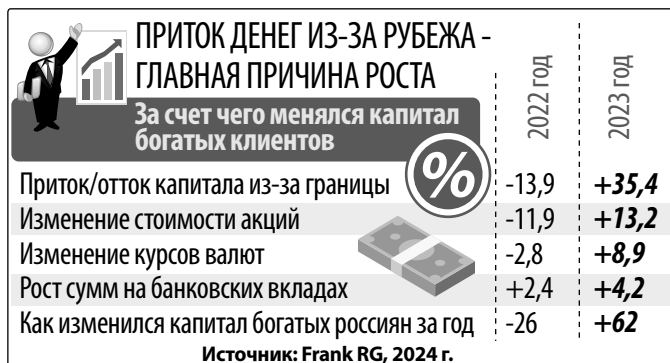 ПРИТОК ДЕНЕГ ИЗ-ЗА РУБЕЖА -
ГЛАВНАЯ ПРИЧИНА РОСТА
За счет чего менялся капитал
богатых клиентов
%
2022 год
2023 год
Приток/отток капитала из-за границы -13,9 +35,4
Изменение стоимости акций -11,9 +13,2
Изменение курсов валют -2,8 +8,9
Рост сумм на банковских вкладах +2,4 +4,2
Как изменился капитал богатых россиян за год -26 +62
Источник: Frank RG, 2024 г.